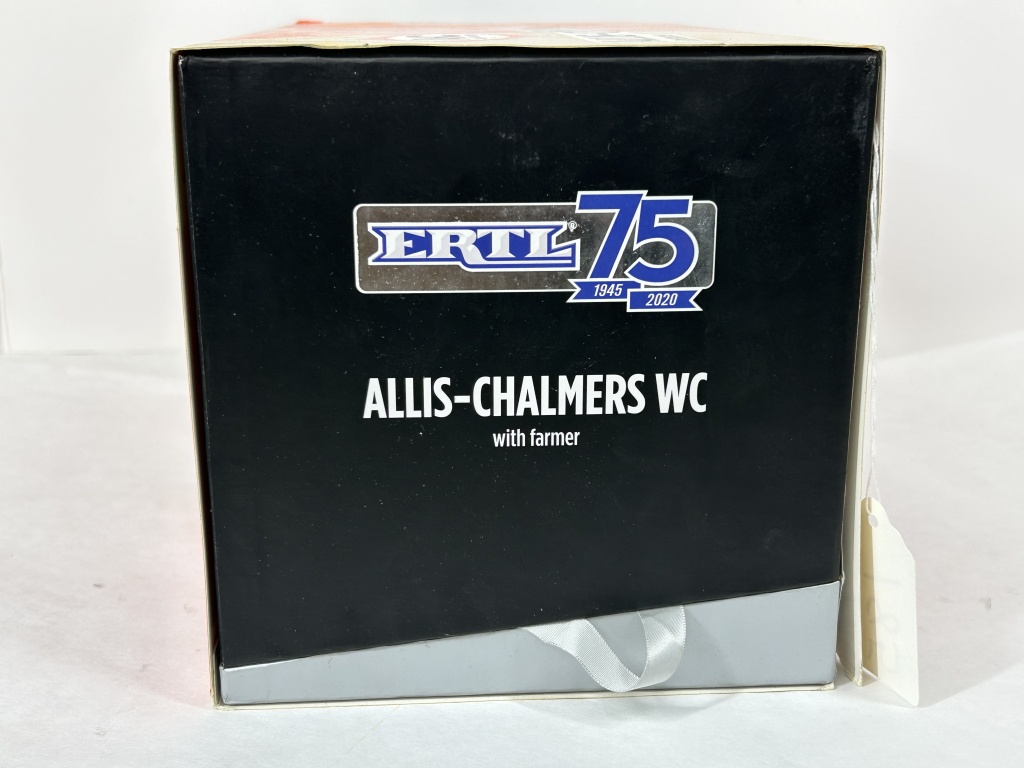 ERTL® 75
1945 2020
ALLIS-CHALMERS WC
with farmer